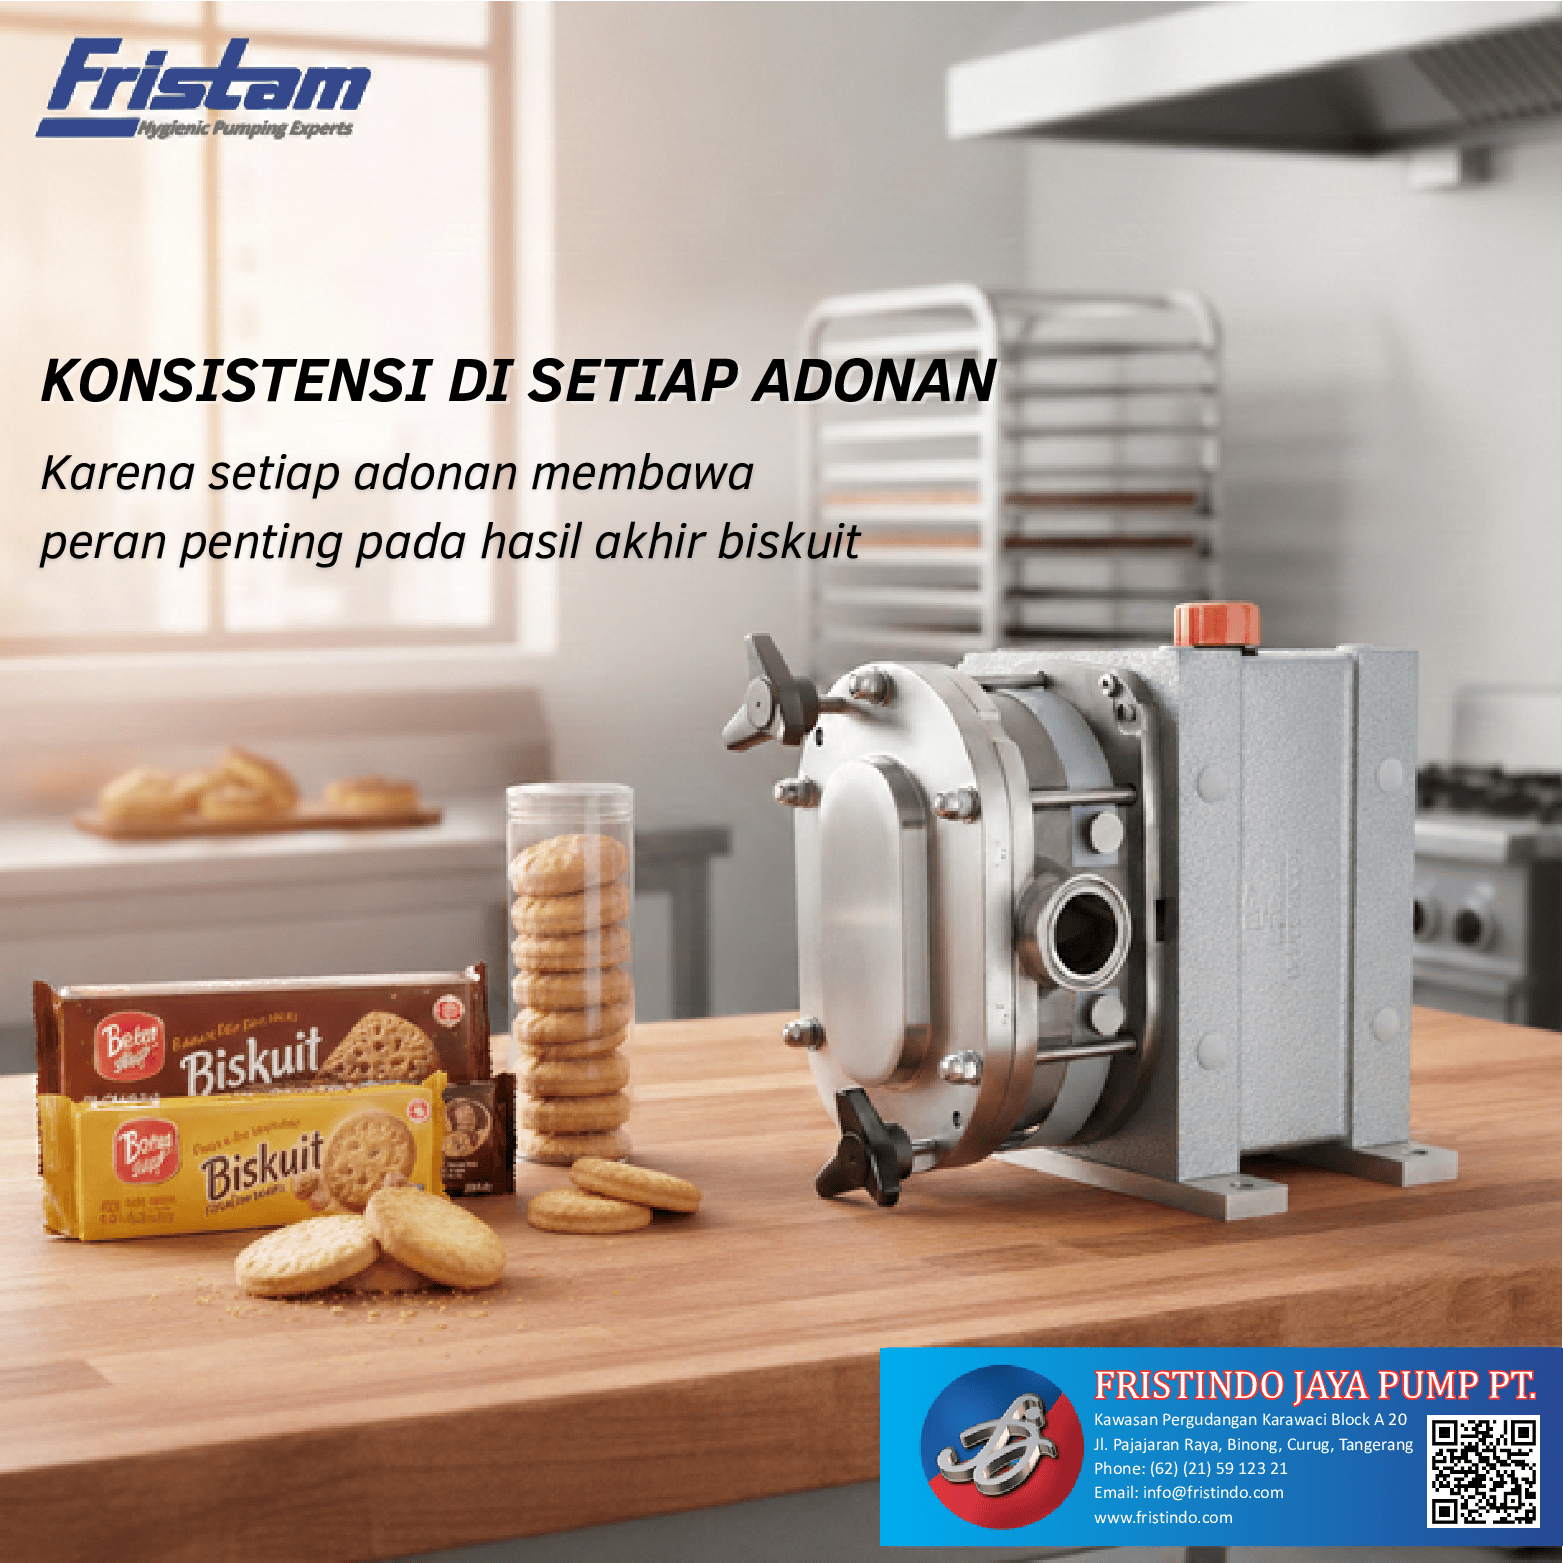 Fristam
Hygienic Pumping Experts
KONSISTENSI DI SETIAP ADONAN
Karena setiap adonan membawa
peran penting pada hasil akhir biskuit
Biskuit
Biskuit
FRISTINDO JAYA PUMP PT.
Kawasan Pergudangan Karawaci Block A 20
Jl. Pajajaran Raya, Binong, Curug, Tangerang
Phone: (62) (21) 59 123 21
Email: info@fristindo.com
www.fristindo.com